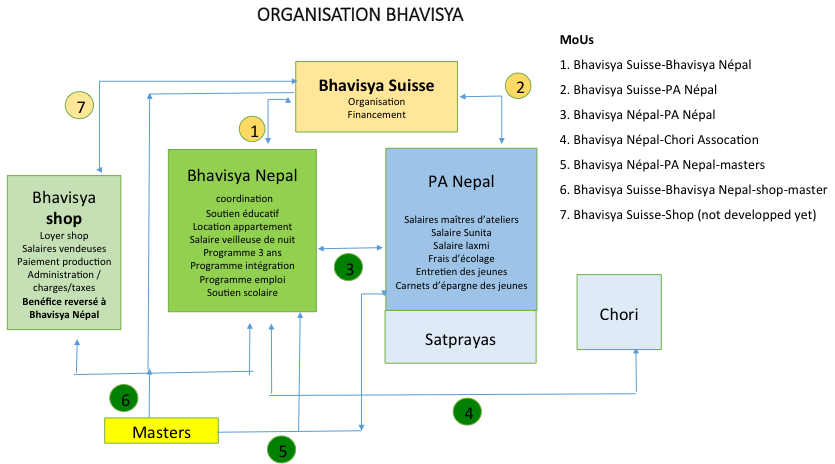 ORGANISATION BHAVISYA
MoUs
1. Bhavisya Suisse-Bhavisya Népal
2. Bhavisya Suisse-PA Népal
3. Bhavisya Népal-PA Népal
4. Bhavisya Népal-Chori Assocation
5. Bhavisya Népal-PA Nepal-masters
6. Bhavisya Suisse-Bhavisya Nepal-shop-master
7. Bhavisya Suisse-Shop (not developped yet)
Bhavisya Suisse
Organisation
Financement
7
1
2
Bhavisya
shop
Loyer shop
Salaires vendeuses
Paiement production
Administration /
charges/taxes
Benéfice reversé à
Bhavisya Népal
Bhavisya Nepal
coordination
Soutien éducatif
Location appartement
Salaire veilleuse de nuit
Programme 3 ans
Programme intégration
Programme emploi
Soutien scolaire
3
PA Nepal
Salaires maîtres d'ateliers
Salaire Sunita
Salaire laxmi
Frais d'écolage
Entretien des jeunes
Carnets d'épargne des jeunes
Satprayas
Chori
6
4
Masters
5